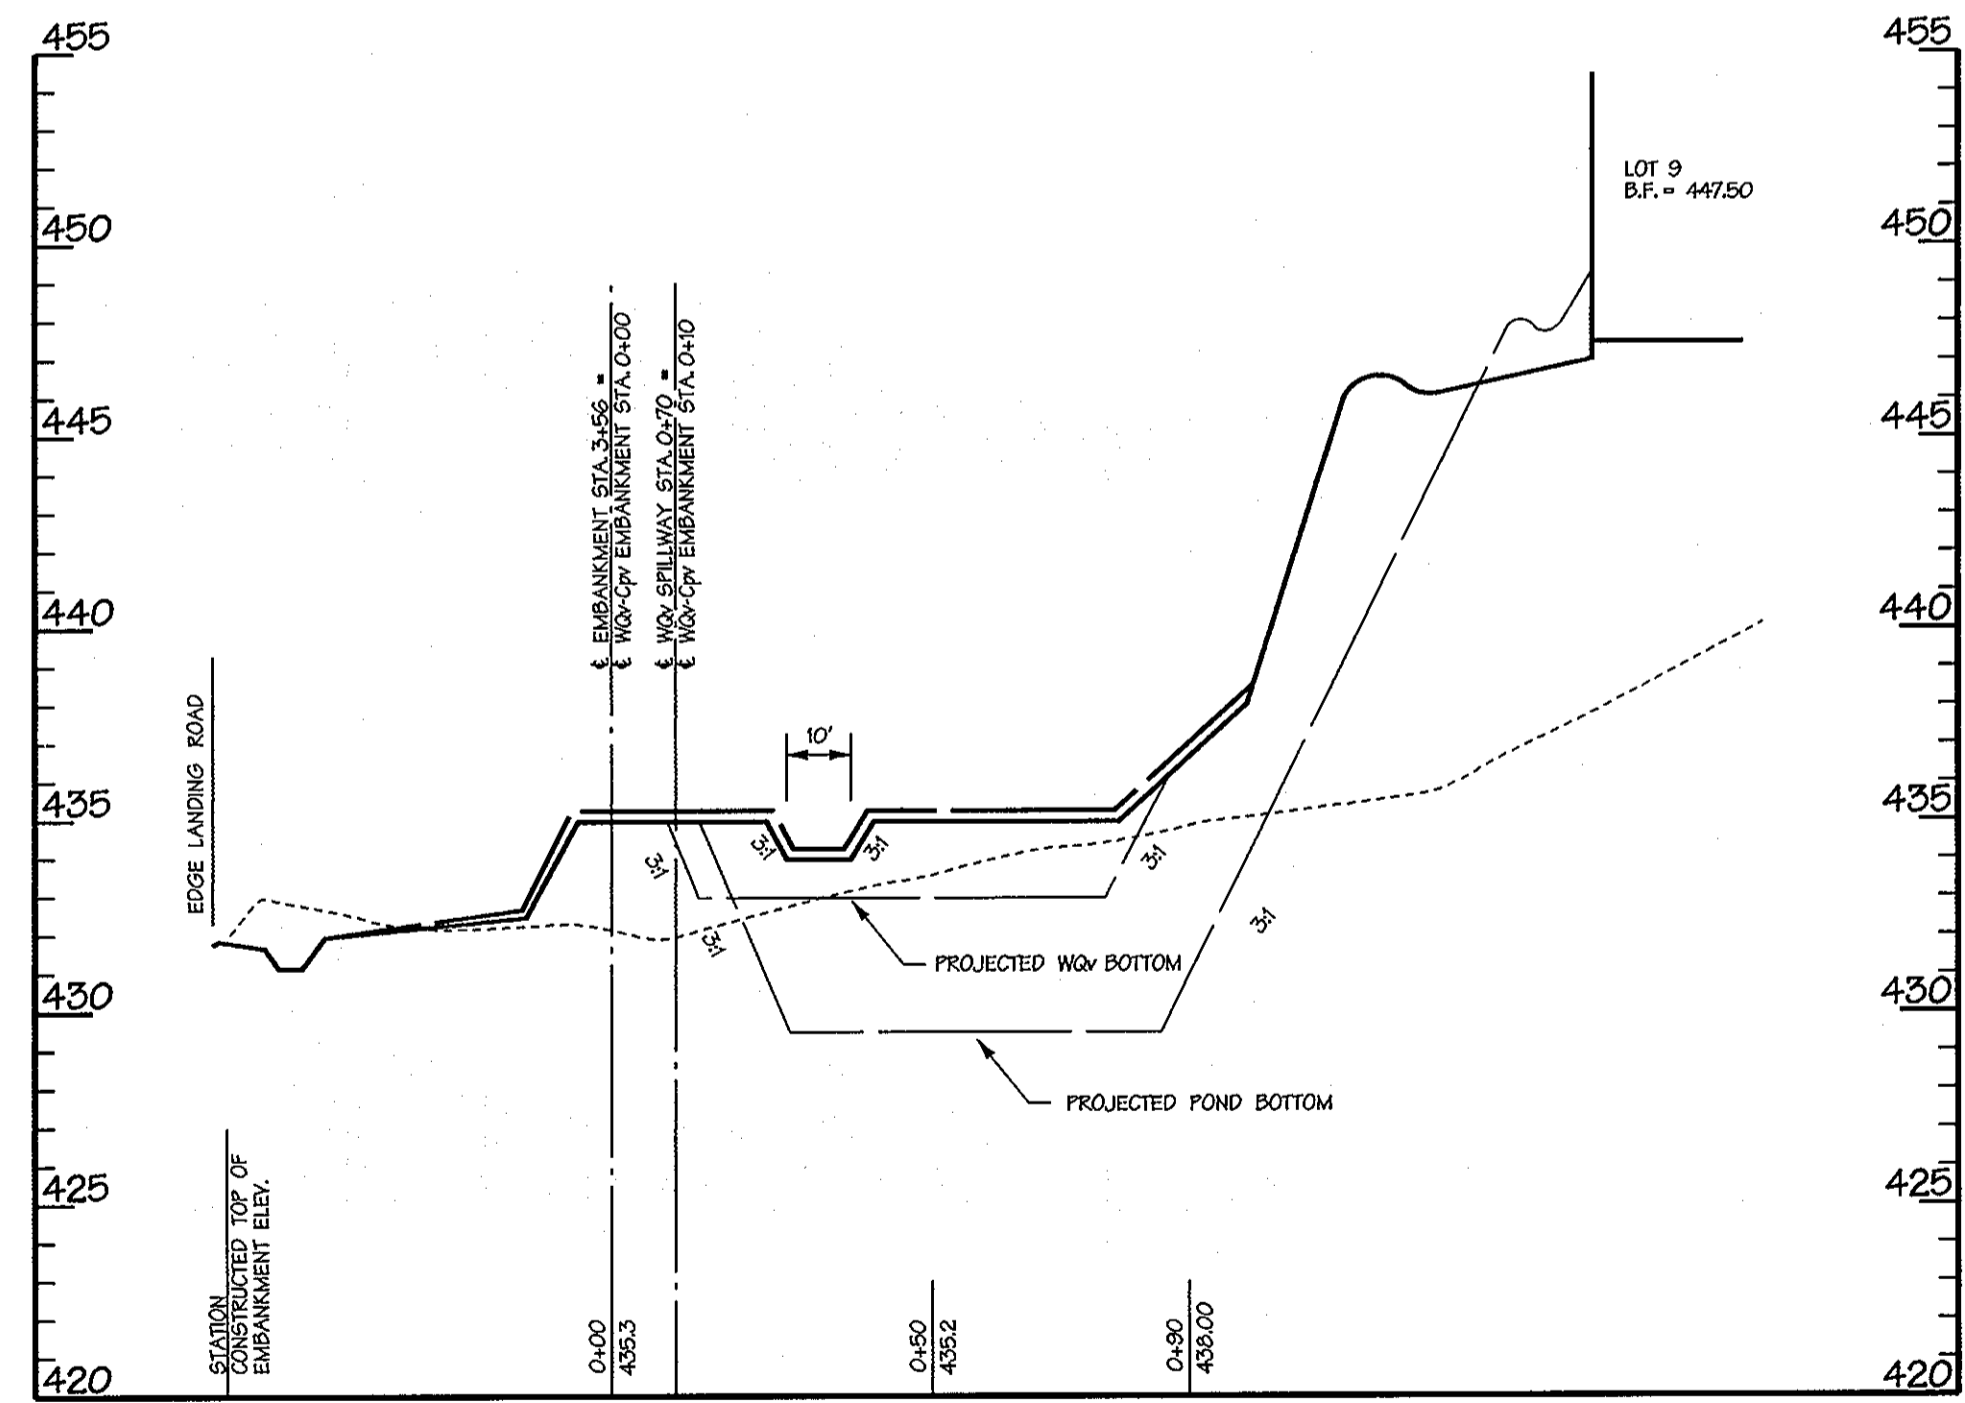 455
455
LOT 9
B.F. = 447.50
450
450
445
445
440
440
℄ EMBANKMENT STA. 3+56 =
℄ WQv-Cpv EMBANKMENT STA. 0+00
℄ WQv SPILLWAY STA. 0+70 =
℄ WQv-Cpv EMBANKMENT STA. 0+10
EDGE LANDING ROAD
10'
435
435
3:1
3:1
3:1
3:1
3:1
3:1
PROJECTED WQv BOTTOM
430
430
PROJECTED POND BOTTOM
425
425
STATION
CONSTRUCTED TOP OF
EMBANKMENT ELEV.
0+00
435.3
0+50
435.2
0+90
438.00
420
420